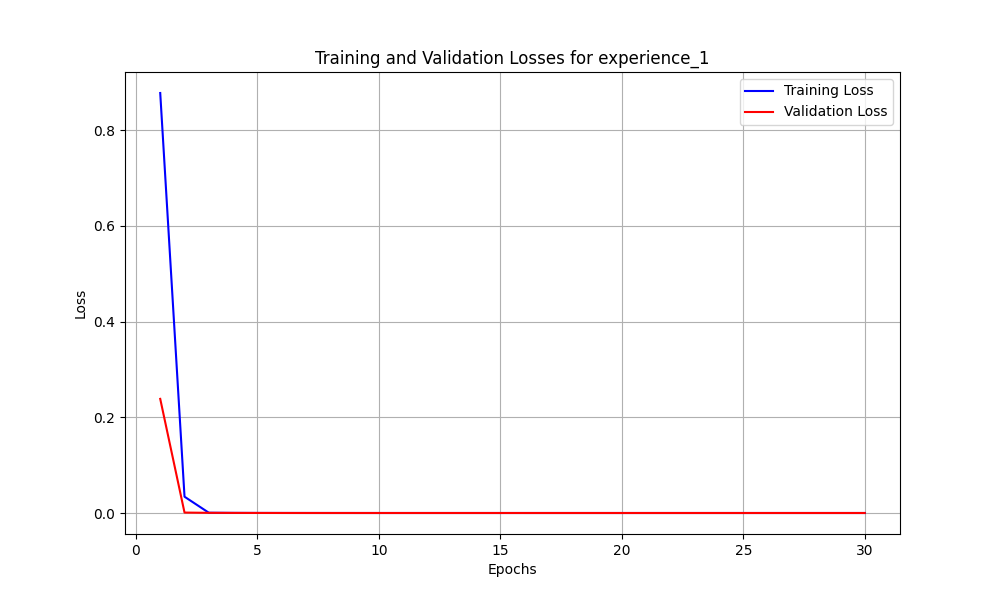 Training and Validation Losses for experience_1
Training Loss
Validation Loss
0.8
0.6
0.4
0.2
0.0
Loss
0
5
10
15
20
25
30
Epochs